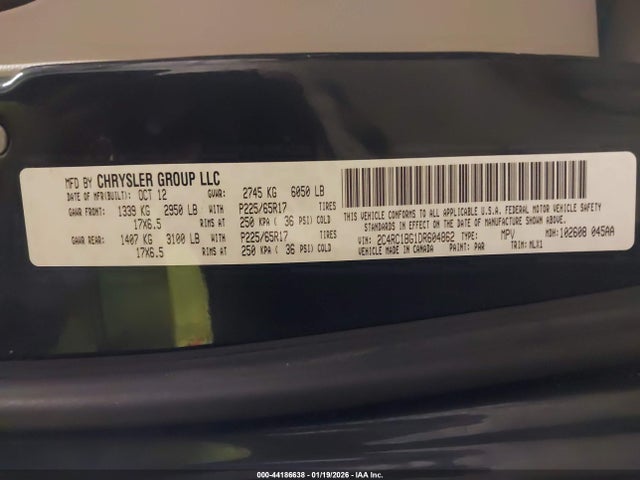 MFD BY CHRYSLER GROUP LLC
DATE OF MFR(BUILT): OCT 12 GVWR: 2745 KG 6050 LB
GAWR FRONT: 1339 KG 2950 LB WITH P225/65R17 TIRES
17X6.5 RIMS AT 250 KPA ( 36 PSI) COLD
GAWR REAR: 1407 KG 3100 LB WITH P225/65R17 TIRES
17X6.5 RIMS AT 250 KPA ( 36 PSI) COLD
THIS VEHICLE CONFORMS TO ALL APPLICABLE U.S.A. FEDERAL MOTOR VEHICLE SAFETY
STANDARDS IN EFFECT ON THE DATE OF MANUFACTURE SHOWN ABOVE.
VIN: 2C4RC1BG1DR604862 TYPE: MPV MDH: 102608 045AA
VEHICLE MADE IN CANADA PAINT: PAR TRIM: MLX1
000-44186638 - 01/19/2026 - IAA Inc.